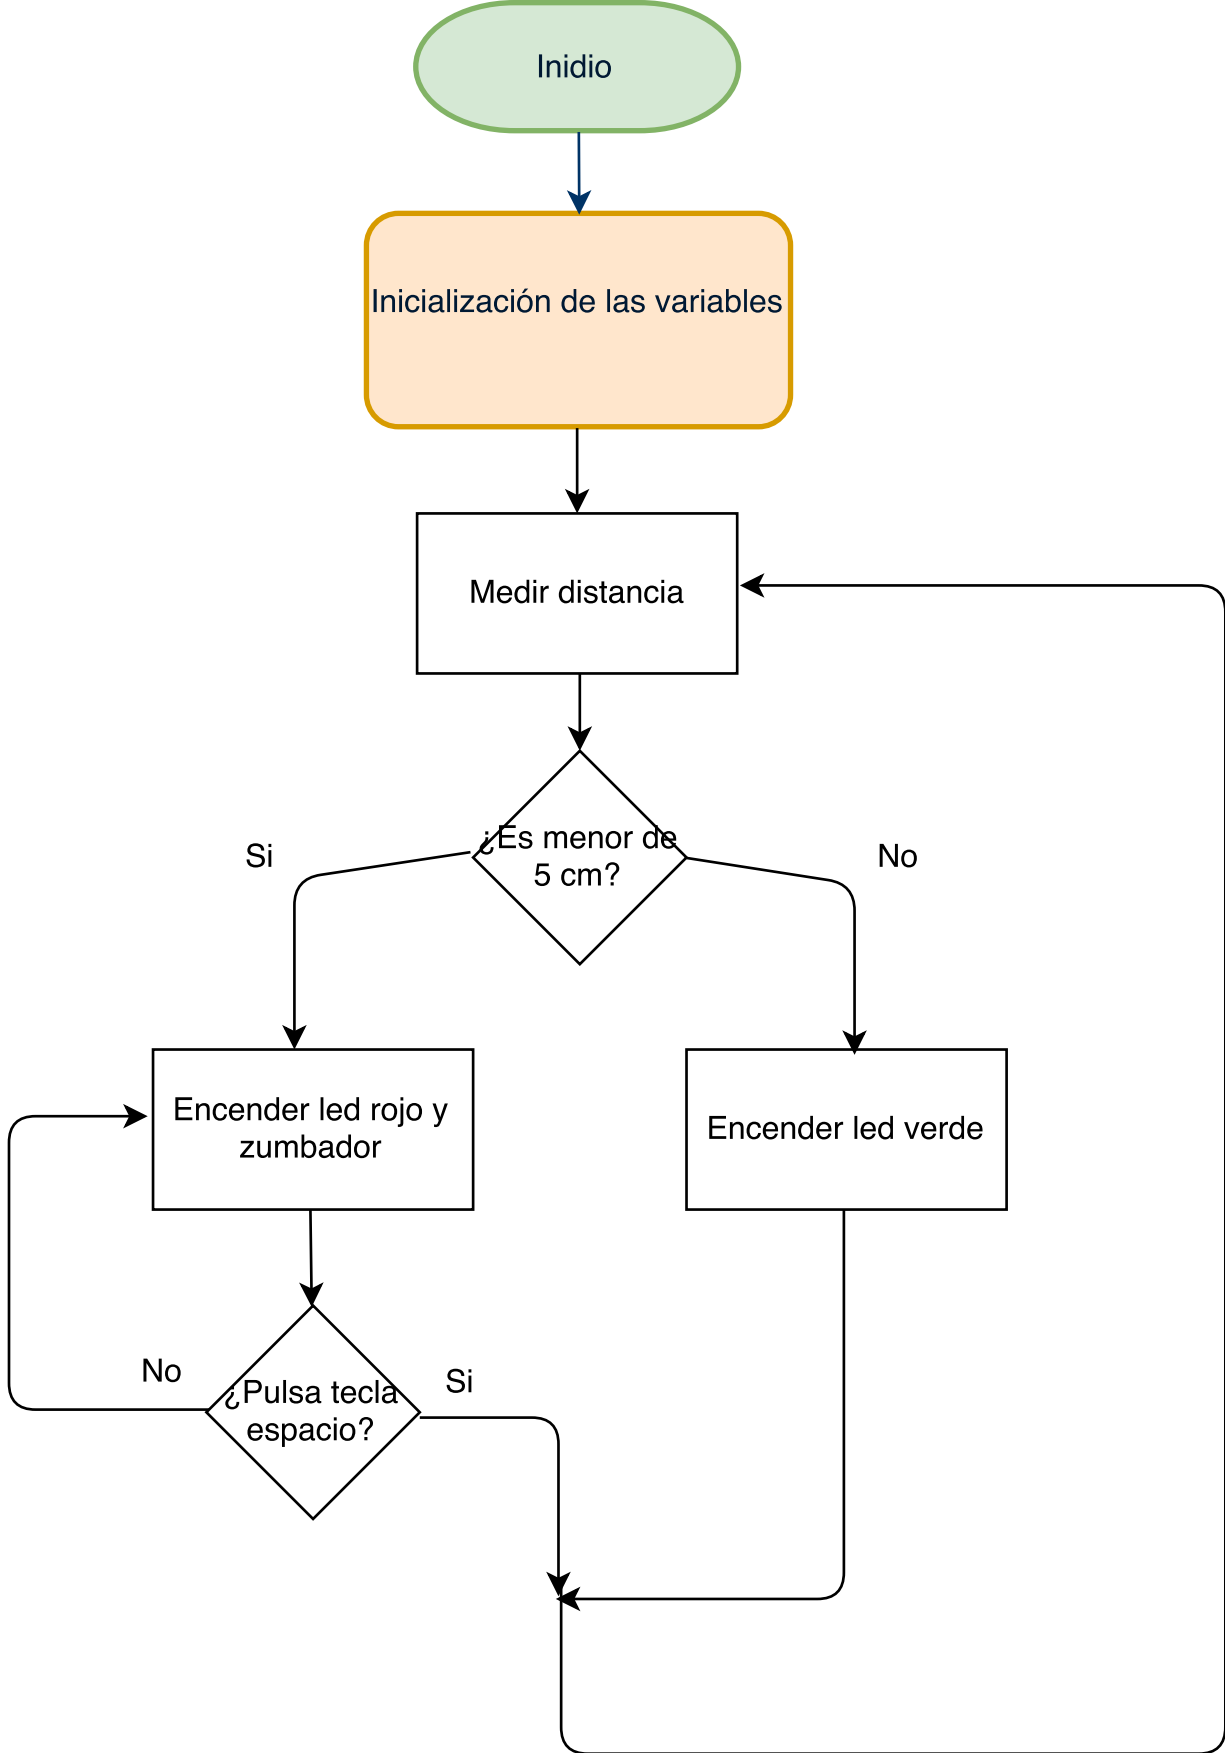 Inidio
Inicialización de las variables
Medir distancia
¿Es menor de
5 cm?
Si
No
Encender led rojo y
zumbador
Encender led verde
¿Pulsa tecla
espacio?
No
Si